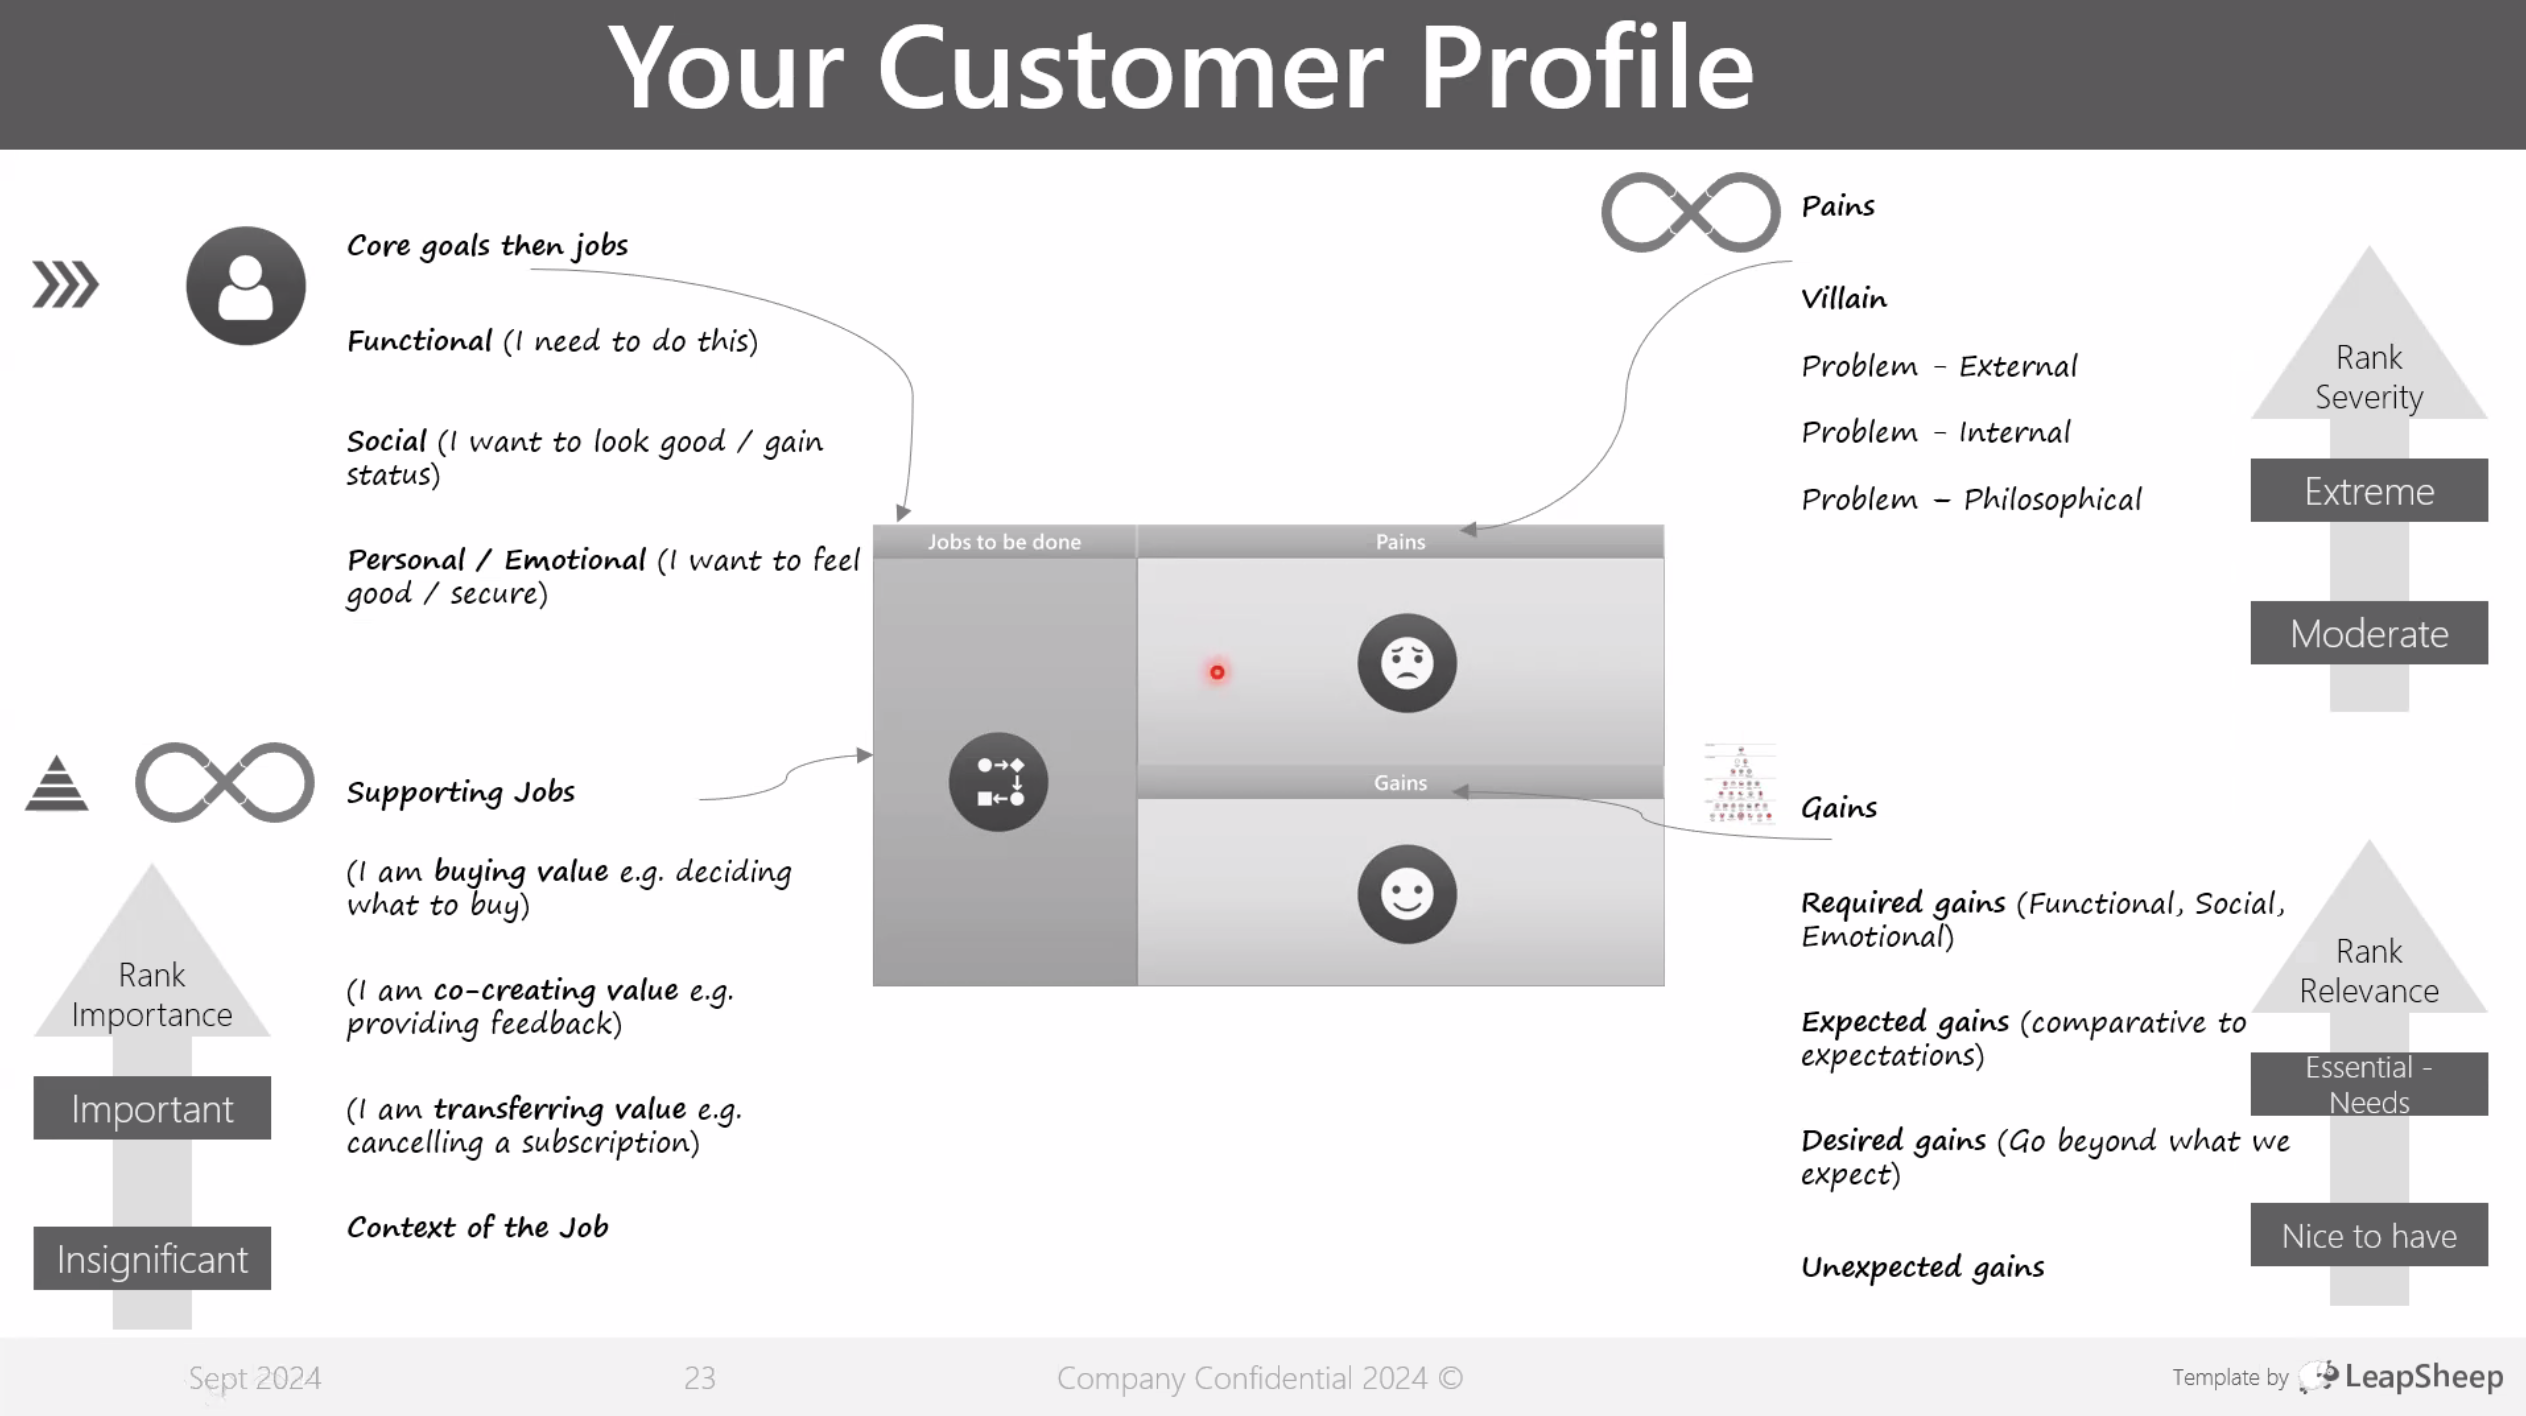 Your Customer Profile
Core goals then jobs
Functional (I need to do this)
Social (I want to look good / gain
status)
Personal / Emotional (I want to feel
good / secure)
Supporting Jobs
(I am buying value e.g. deciding
what to buy)
(I am co-creating value e.g.
providing feedback)
(I am transferring value e.g.
cancelling a subscription)
Context of the Job
Rank
Importance
Important
Insignificant
Jobs to be done
Pains
Gains
Pains
Villain
Problem - External
Problem - Internal
Problem – Philosophical
Rank
Severity
Extreme
Moderate
Gains
Required gains (Functional, Social,
Emotional)
Expected gains (comparative to
expectations)
Desired gains (Go beyond what we
expect)
Unexpected gains
Rank
Relevance
Essential -
Needs
Nice to have
Sept 2024
23
Company Confidential 2024 ©
Template by LeapSheep